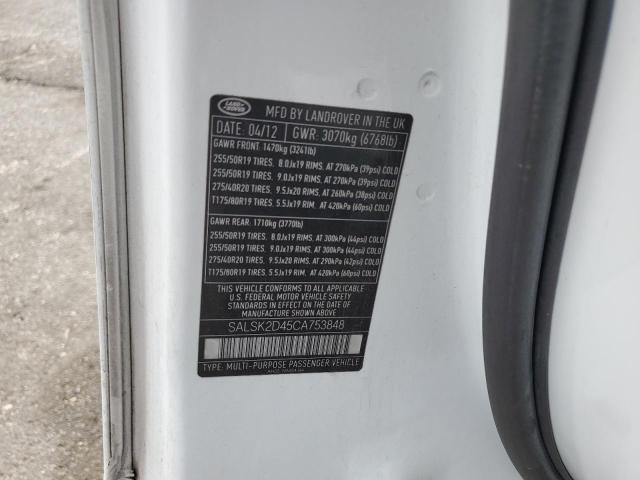 LAND
ROVER
MFD BY LANDROVER IN THE UK
DATE: 04/12 GWR: 3070kg (6768lb)
GAWR FRONT: 1470kg (3241lb)
255/50R19 TIRES. 8.0Jx19 RIMS. AT 270kPa (39psi) COLD
255/50R19 TIRES. 9.0Jx19 RIMS. AT 270kPa (39psi) COLD
275/40R20 TIRES. 9.5Jx20 RIMS. AT 260kPa (38psi) COLD
T175/80R19 TIRES. 5.5Jx19 RIM. AT 420kPa (60psi) COLD
GAWR REAR: 1710kg (3770lb)
255/50R19 TIRES. 8.0Jx19 RIMS. AT 300kPa (44psi) COLD
255/50R19 TIRES. 9.0Jx19 RIMS. AT 300kPa (44psi) COLD
275/40R20 TIRES. 9.5Jx20 RIMS. AT 290kPa (42psi) COLD
T175/80R19 TIRES 5.5Jx19 RIM. AT 420kPa (60psi) COLD
THIS VEHICLE CONFORMS TO ALL APPLICABLE
U.S. FEDERAL MOTOR VEHICLE SAFETY
STANDARDS IN EFFECT ON THE DATE
OF MANUFACTURE SHOWN ABOVE.
SALSK2D45CA753848
TYPE: MULTI-PURPOSE PASSENGER VEHICLE